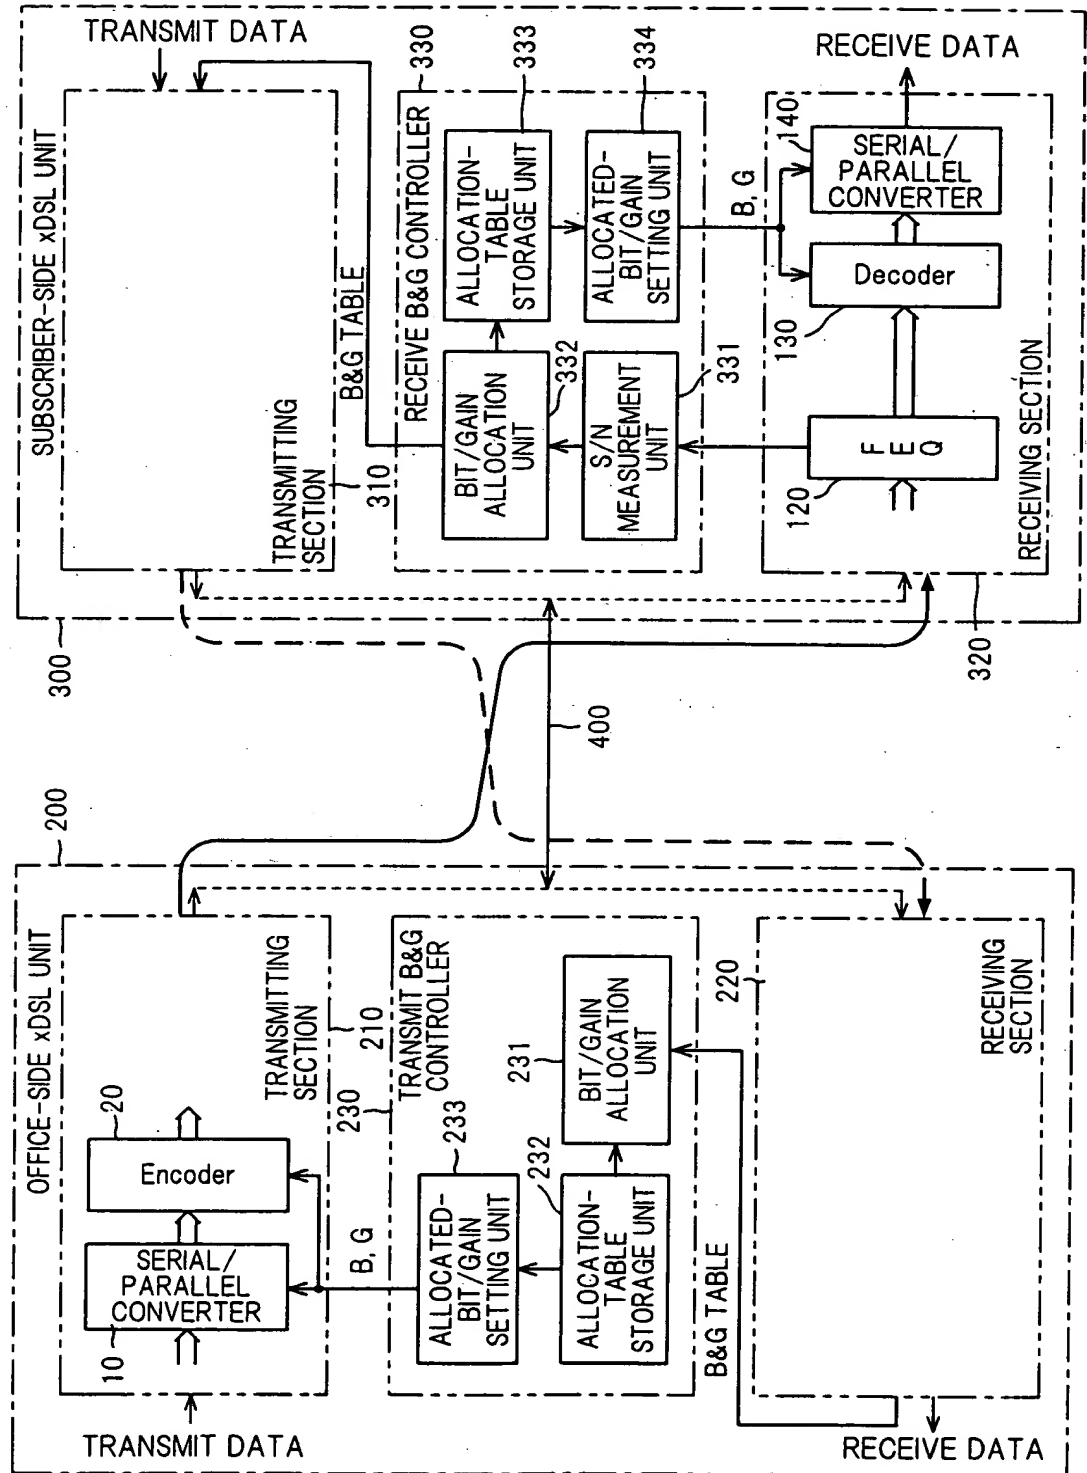 OFFICE-SIDE xDSL UNIT
200
TRANSMIT DATA
10
SERIAL/
PARALLEL
CONVERTER
20
Encoder
TRANSMITTING
SECTION
210
B, G
230
TRANSMIT B&G
CONTROLLER
233
ALLOCATED-
BIT/GAIN
SETTING UNIT
232
ALLOCATION-
TABLE
STORAGE UNIT
231
BIT/GAIN
ALLOCATION
UNIT
B&G TABLE
220
RECEIVING
SECTION
RECEIVE DATA
400
300
SUBSCRIBER-SIDE xDSL UNIT
TRANSMIT DATA
TRANSMITTING
SECTION
310
B&G TABLE
330
RECEIVE B&G CONTROLLER
BIT/GAIN
ALLOCATION
UNIT
332
ALLOCATION-
TABLE
STORAGE UNIT
333
S/N
MEASUREMENT
UNIT
331
ALLOCATED-
BIT/GAIN
SETTING UNIT
334
B, G
120
F
E
Q
130
Decoder
140
SERIAL/
PARALLEL
CONVERTER
RECEIVING SECTION
320
RECEIVE DATA